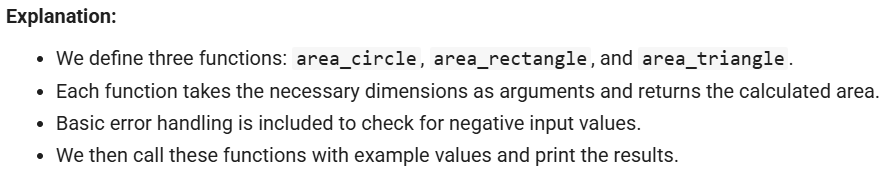 Explanation:
• We define three functions: area_circle, area_rectangle, and area_triangle.
• Each function takes the necessary dimensions as arguments and returns the calculated area.
• Basic error handling is included to check for negative input values.
• We then call these functions with example values and print the results.